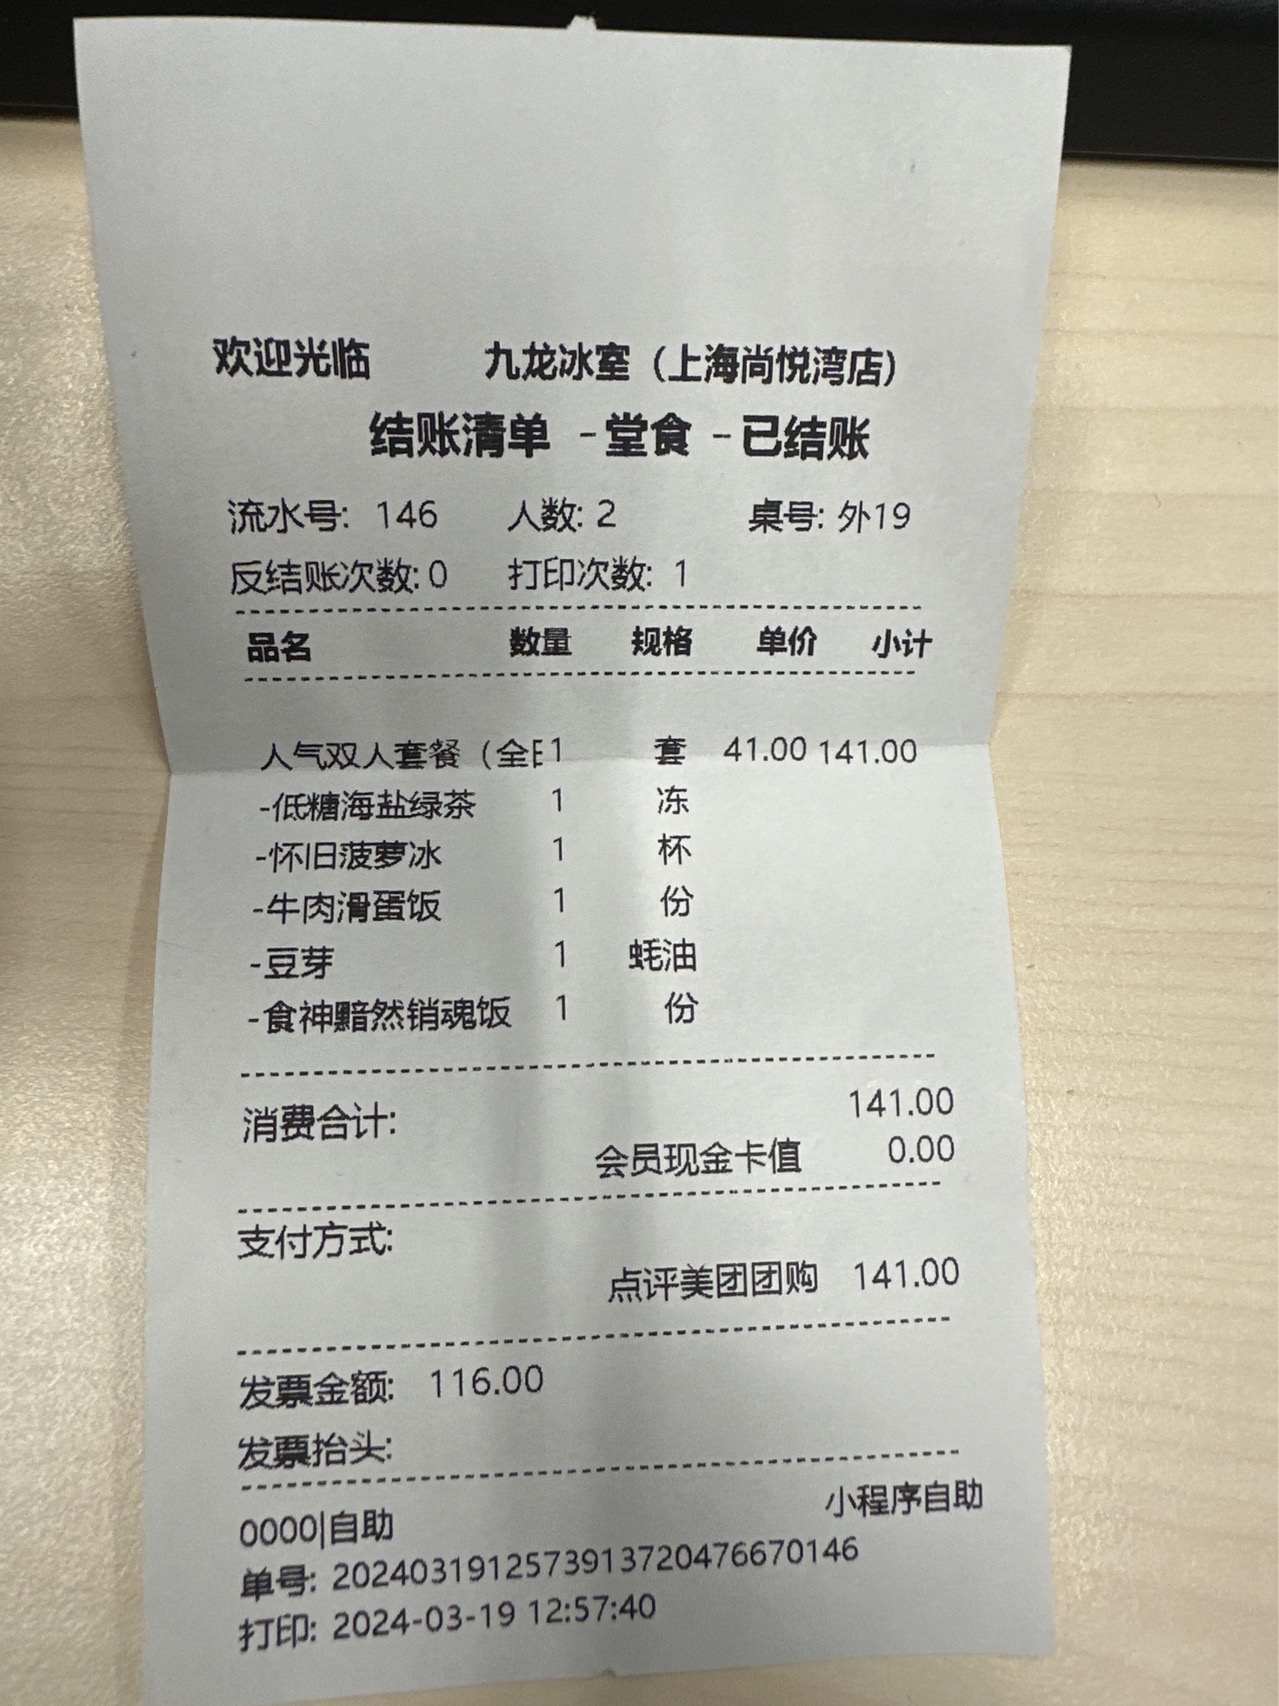 欢迎光临 九龙冰室（上海尚悦湾店）
结账清单 -堂食 -已结账
流水号: 146 人数: 2 桌号: 外19
反结账次数: 0 打印次数: 1
品名 数量 规格 单价 小计
人气双人套餐（全 1 套 41.00 141.00
-低糖海盐绿茶 1 冻
-怀旧菠萝冰 1 杯
-牛肉滑蛋饭 1 份
-豆芽 1 蚝油
-食神黯然销魂饭 1 份
消费合计: 141.00
会员现金卡值 0.00
支付方式:
点评美团团购 141.00
发票金额: 116.00
发票抬头:
0000|自助 小程序自助
单号: 2024031912573913720476670146
打印: 2024-03-19 12:57:40